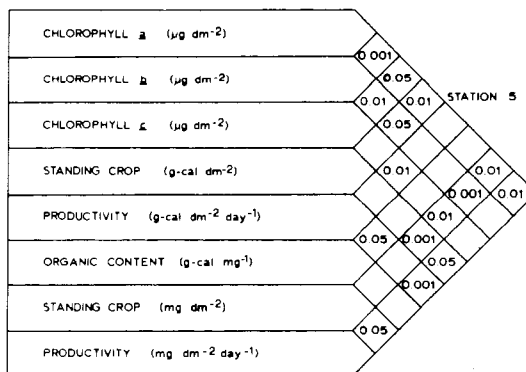 CHLOROPHYLL a (µg dm-2)
0.001
CHLOROPHYLL b (µg dm-2)
0.05
STATION 5
0.01
0.01
CHLOROPHYLL c (µg dm-2)
0.05
STANDING CROP (g-cal dm-2)
0.01
0.01
0.001
0.01
PRODUCTIVITY (g-cal dm-2 day-1)
0.01
0.05
0.001
ORGANIC CONTENT (g-cal mg-1)
0.05
0.001
STANDING CROP (mg dm-2)
0.05
PRODUCTIVITY (mg dm-2 day-1)